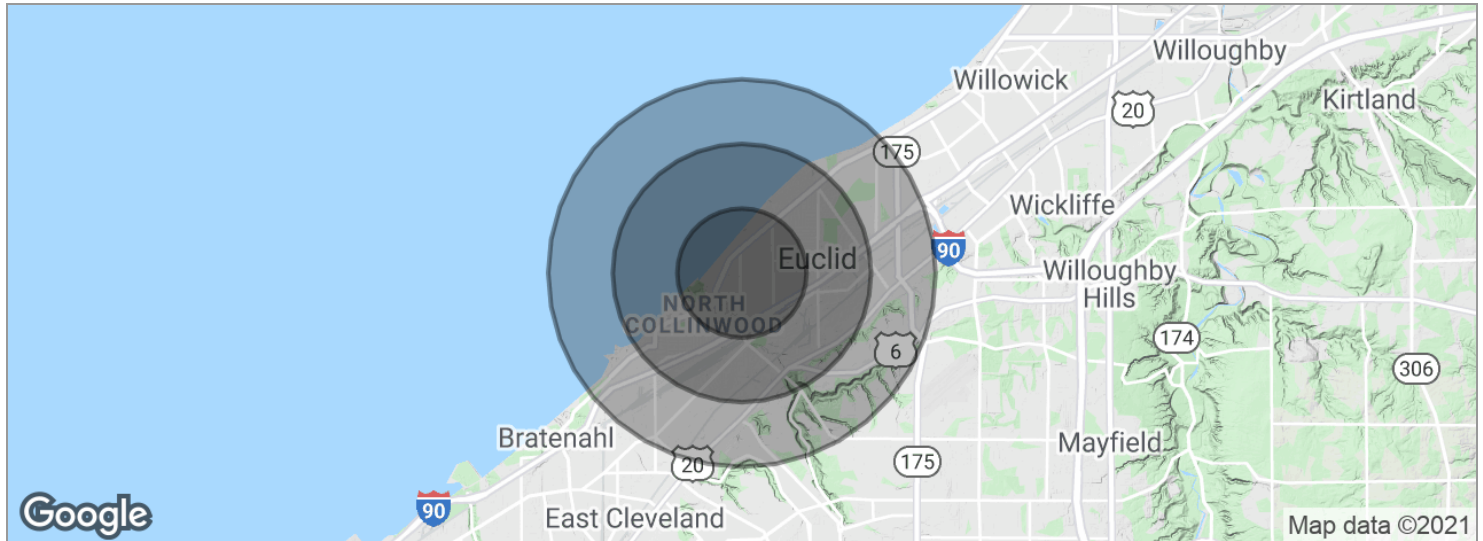 Willoughby
Willowick
Kirtland
20
175
Wickliffe
90
Euclid
Willoughby
Hills
NORTH
COLLINWOOD
174
6
306
Bratenahl
Mayfield
20
175
90
East Cleveland
Google
Map data ©2021